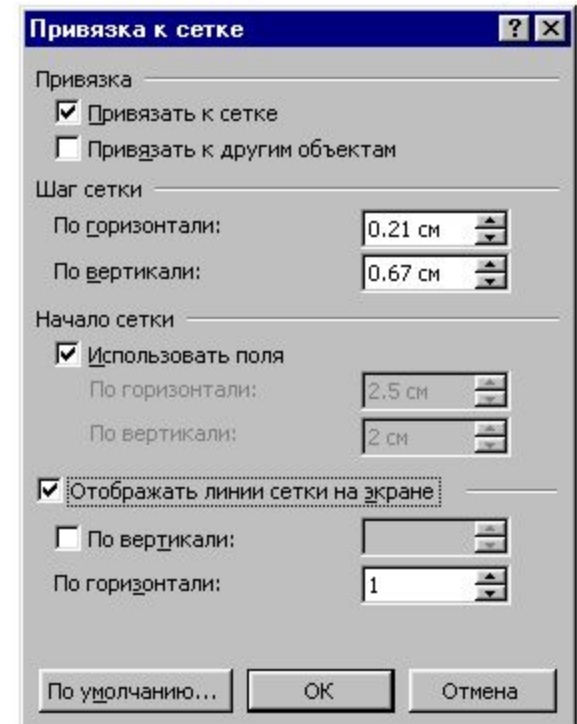 Привязка к сетке
Привязка
Привязать к сетке
Привязать к другим объектам
Шаг сетки
По горизонтали: 0.21 см
По вертикали: 0.67 см
Начало сетки
Использовать поля
По горизонтали: 2.5 см
По вертикали: 2 см
Отображать линии сетки на экране
По вертикали:
По горизонтали: 1
По умолчанию... ОК Отмена